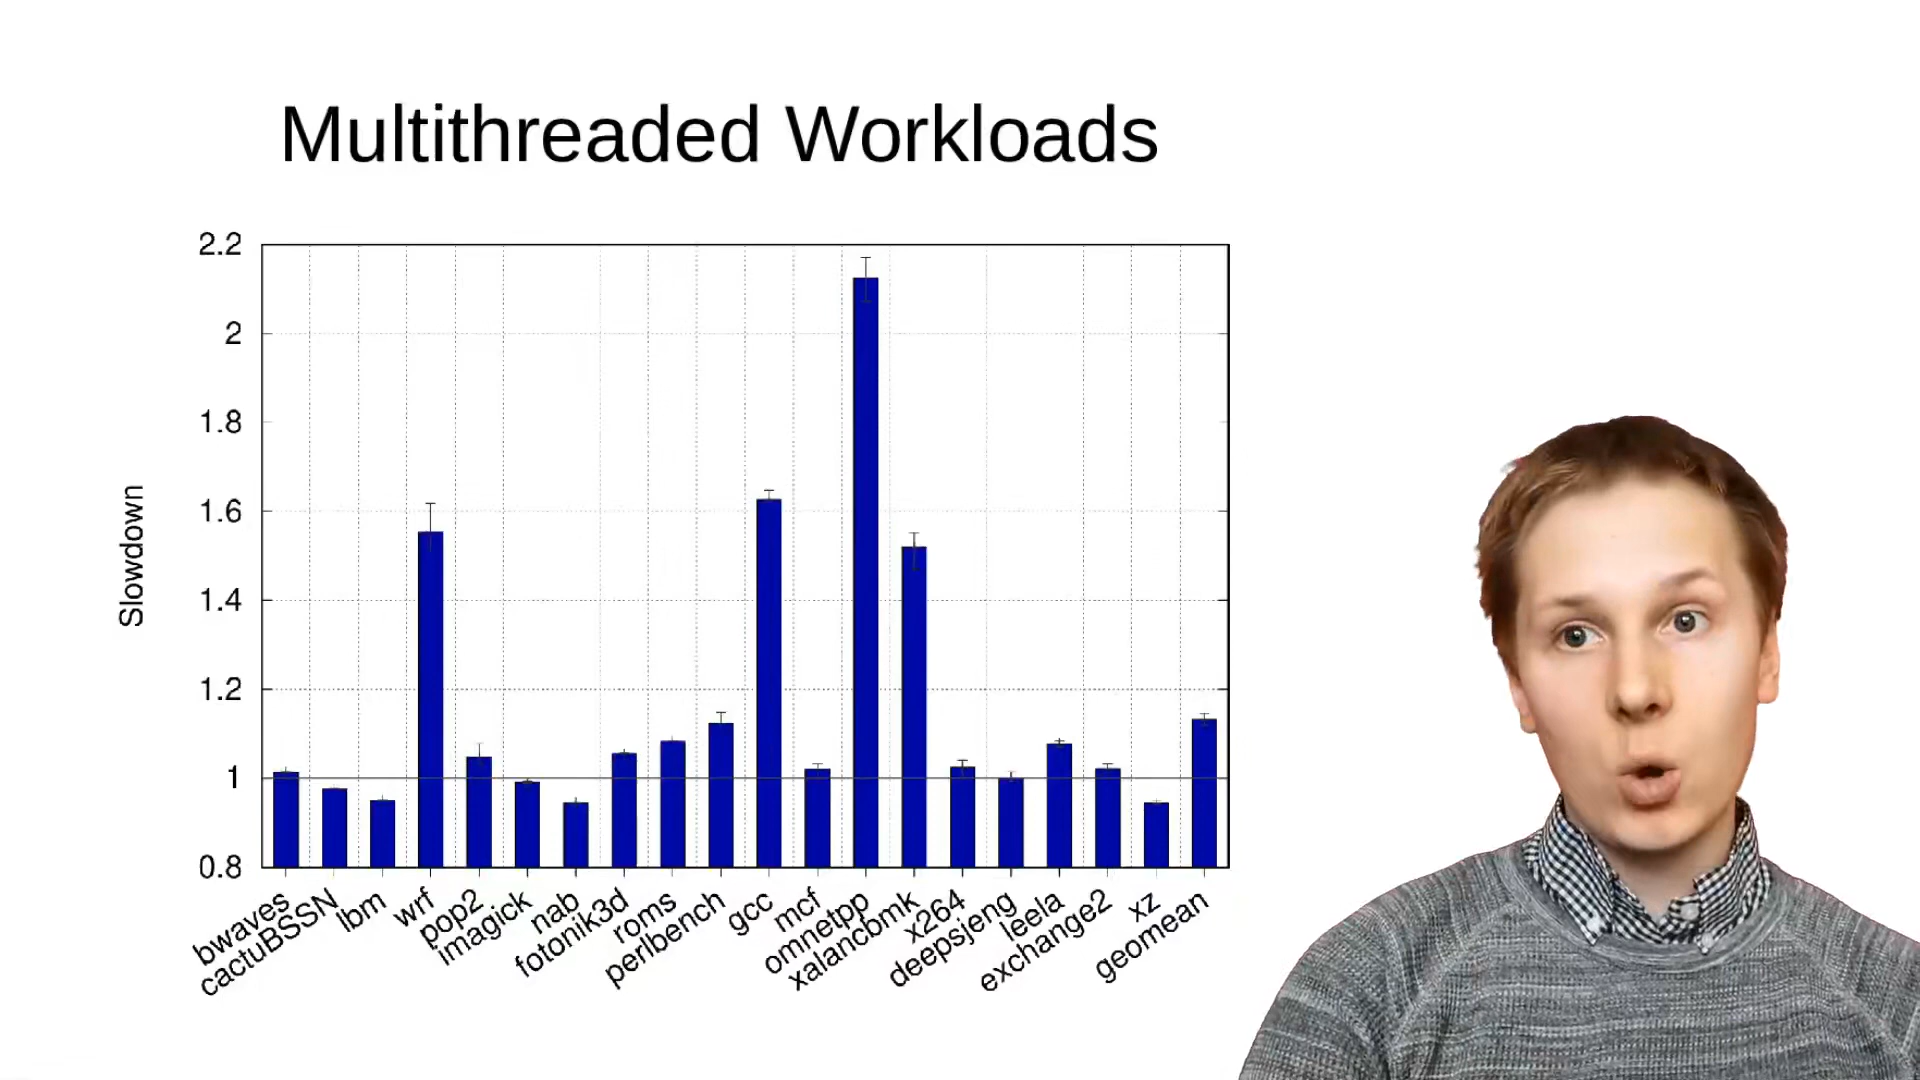 Multithreaded Workloads
2.2
2
1.8
1.6
1.4
1.2
1
0.8
Slowdown
bwaves
cactuBSSN
lbm
wrf
pop2
imagick
nab
fotonik3d
roms
perlbench
gcc
mcf
omnetpp
xalancbmk
x264
deepsjeng
leela
exchange2
xz
geomean